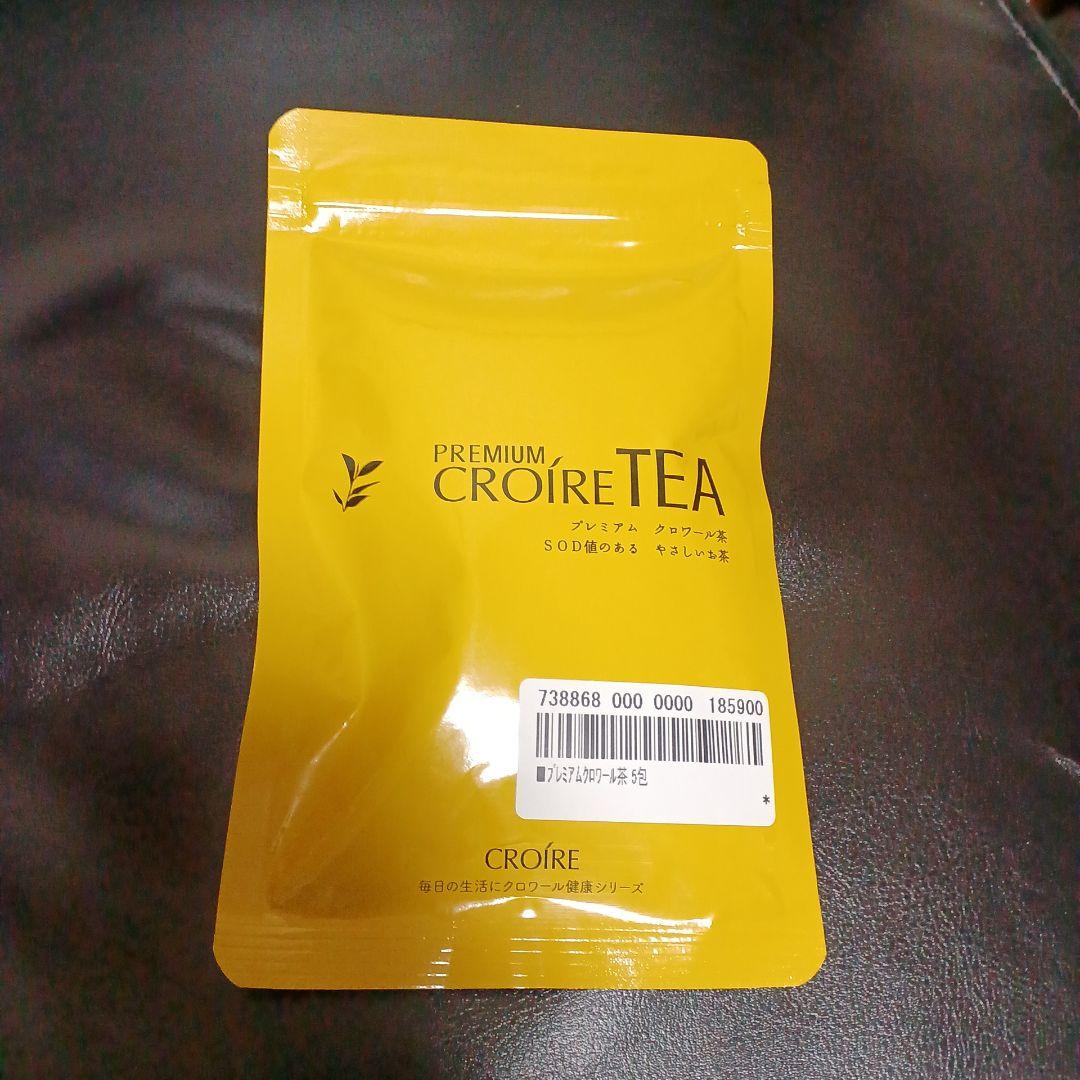 PREMIUM
CROÍRE TEA
プレミアム クロワール茶
SOD値のある やさしいお茶
738868 000 0000 185900
■プレミアムクロワール茶 5包
*
CROÍRE
毎日の生活にクロワール健康シリーズ